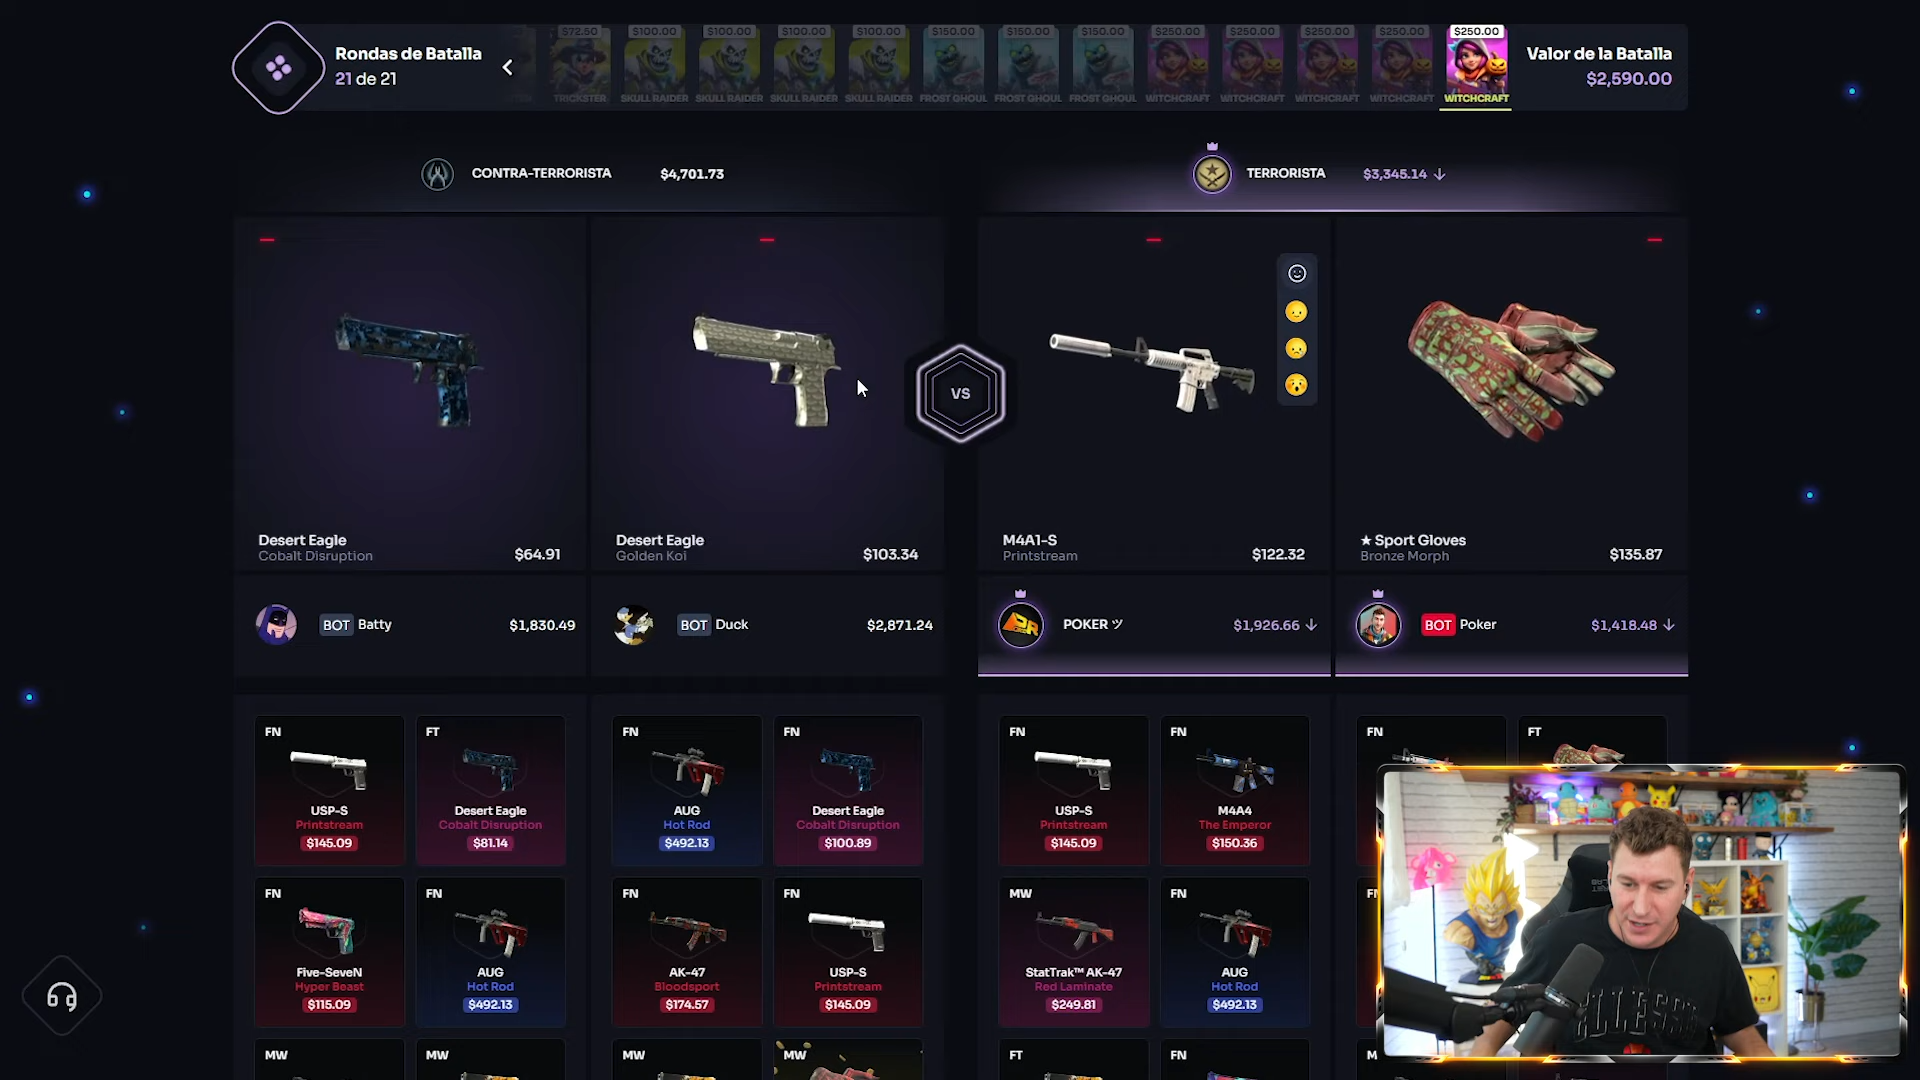 Rondas de Batalla
21 de 21
$72.50
TRICKSTER
$100.00
SKULL RAIDER
$100.00
SKULL RAIDER
$100.00
SKULL RAIDER
$100.00
SKULL RAIDER
$150.00
FROST GHOUL
$150.00
FROST GHOUL
$150.00
FROST GHOUL
$250.00
WITCHCRAFT
$250.00
WITCHCRAFT
$250.00
WITCHCRAFT
$250.00
WITCHCRAFT
$250.00
WITCHCRAFT
Valor de la Batalla
$2,590.00
CONTRA-TERRORISTA $4,701.73
TERRORISTA $3,345.14
VS
Desert Eagle
Cobalt Disruption $64.91
Desert Eagle
Golden Koi $103.34
M4A1-S
Printstream $122.32
★ Sport Gloves
Bronze Morph $135.87
BOT Batty $1,830.49
BOT Duck $2,871.24
POKER ツ $1,926.66
BOT Poker $1,418.48
FN
USP-S
Printstream
$145.09
FT
Desert Eagle
Cobalt Disruption
$81.14
FN
AUG
Hot Rod
$492.13
FN
Desert Eagle
Cobalt Disruption
$100.89
FN
USP-S
Printstream
$145.09
FN
M4A4
The Emperor
$150.36
FN
FT
FN
Five-SeveN
Hyper Beast
$115.09
FN
AUG
Hot Rod
$492.13
FN
AK-47
Bloodsport
$174.57
FN
USP-S
Printstream
$145.09
MW
StatTrak™ AK-47
Red Laminate
$249.81
FN
AUG
Hot Rod
$492.13
MW
MW
MW
MW
FT
FN